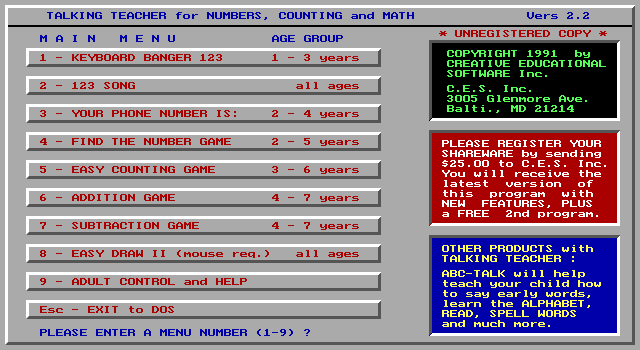 TALKING TEACHER for NUMBERS, COUNTING and MATH Vers 2.2
M A I N M E N U AGE GROUP
1 - KEYBOARD BANGER 123 1 - 3 years
2 - 123 SONG all ages
3 - YOUR PHONE NUMBER IS: 2 - 4 years
4 - FIND THE NUMBER GAME 2 - 5 years
5 - EASY COUNTING GAME 3 - 6 years
6 - ADDITION GAME 4 - 7 years
7 - SUBTRACTION GAME 4 - 7 years
8 - EASY DRAW II (mouse req.) all ages
9 - ADULT CONTROL and HELP
Esc - EXIT to DOS
PLEASE ENTER A MENU NUMBER (1-9) ?
* UNREGISTERED COPY *
COPYRIGHT 1991 by
CREATIVE EDUCATIONAL
SOFTWARE Inc.
C.E.S. Inc.
3005 Glenmore Ave.
Balti., MD 21214
PLEASE REGISTER YOUR
SHAREWARE by sending
$25.00 to C.E.S. Inc.
You will receive the
latest version of
this program with
NEW FEATURES, PLUS
a FREE 2nd program.
OTHER PRODUCTS with
TALKING TEACHER :
ABC-TALK will help
teach your child how
to say early words,
learn the ALPHABET,
READ, SPELL WORDS
and much more.